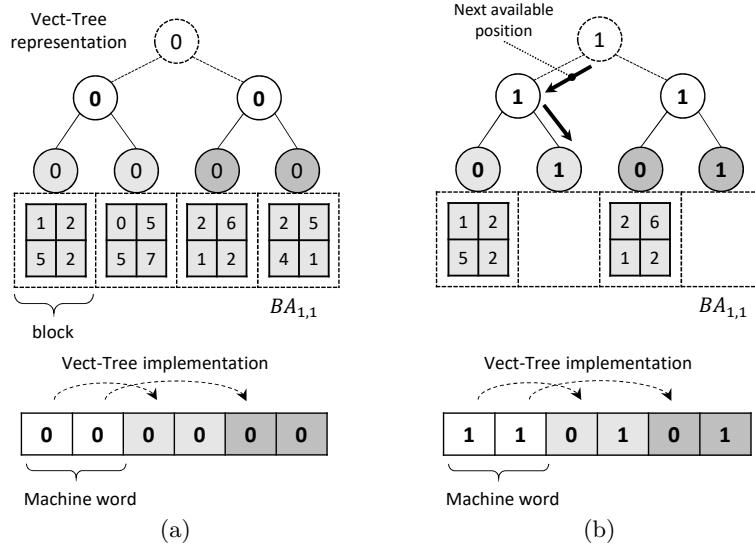 Vect-Tree
representation
0
0 0
0 0 0 0
1 2 0 5 2 6 2 5
5 2 5 7 1 2 4 1
BA1,1
block
Vect-Tree implementation
0 0 0 0 0 0
Machine word
(a)
Next available
position
1
1 1
0 1 0 1
1 2 2 6
5 2 1 2
BA1,1
Vect-Tree implementation
1 1 0 1 0 1
Machine word
(b)